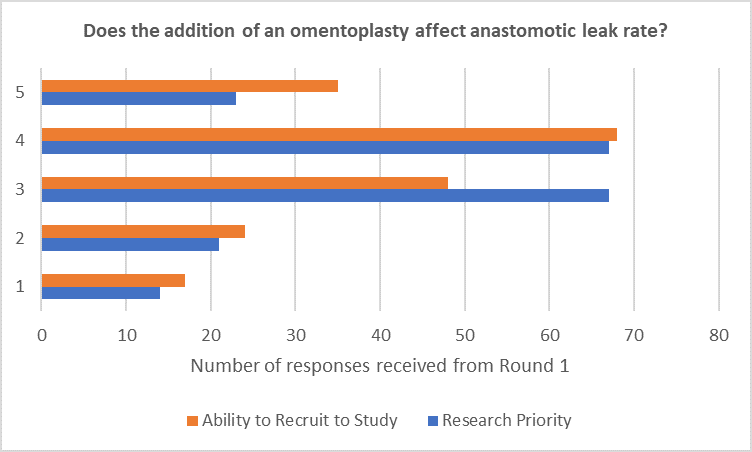 Does the addition of an omentoplasty affect anastomotic leak rate?
5
4
3
2
1
0 10 20 30 40 50 60 70 80
Number of responses received from Round 1
Ability to Recruit to Study Research Priority